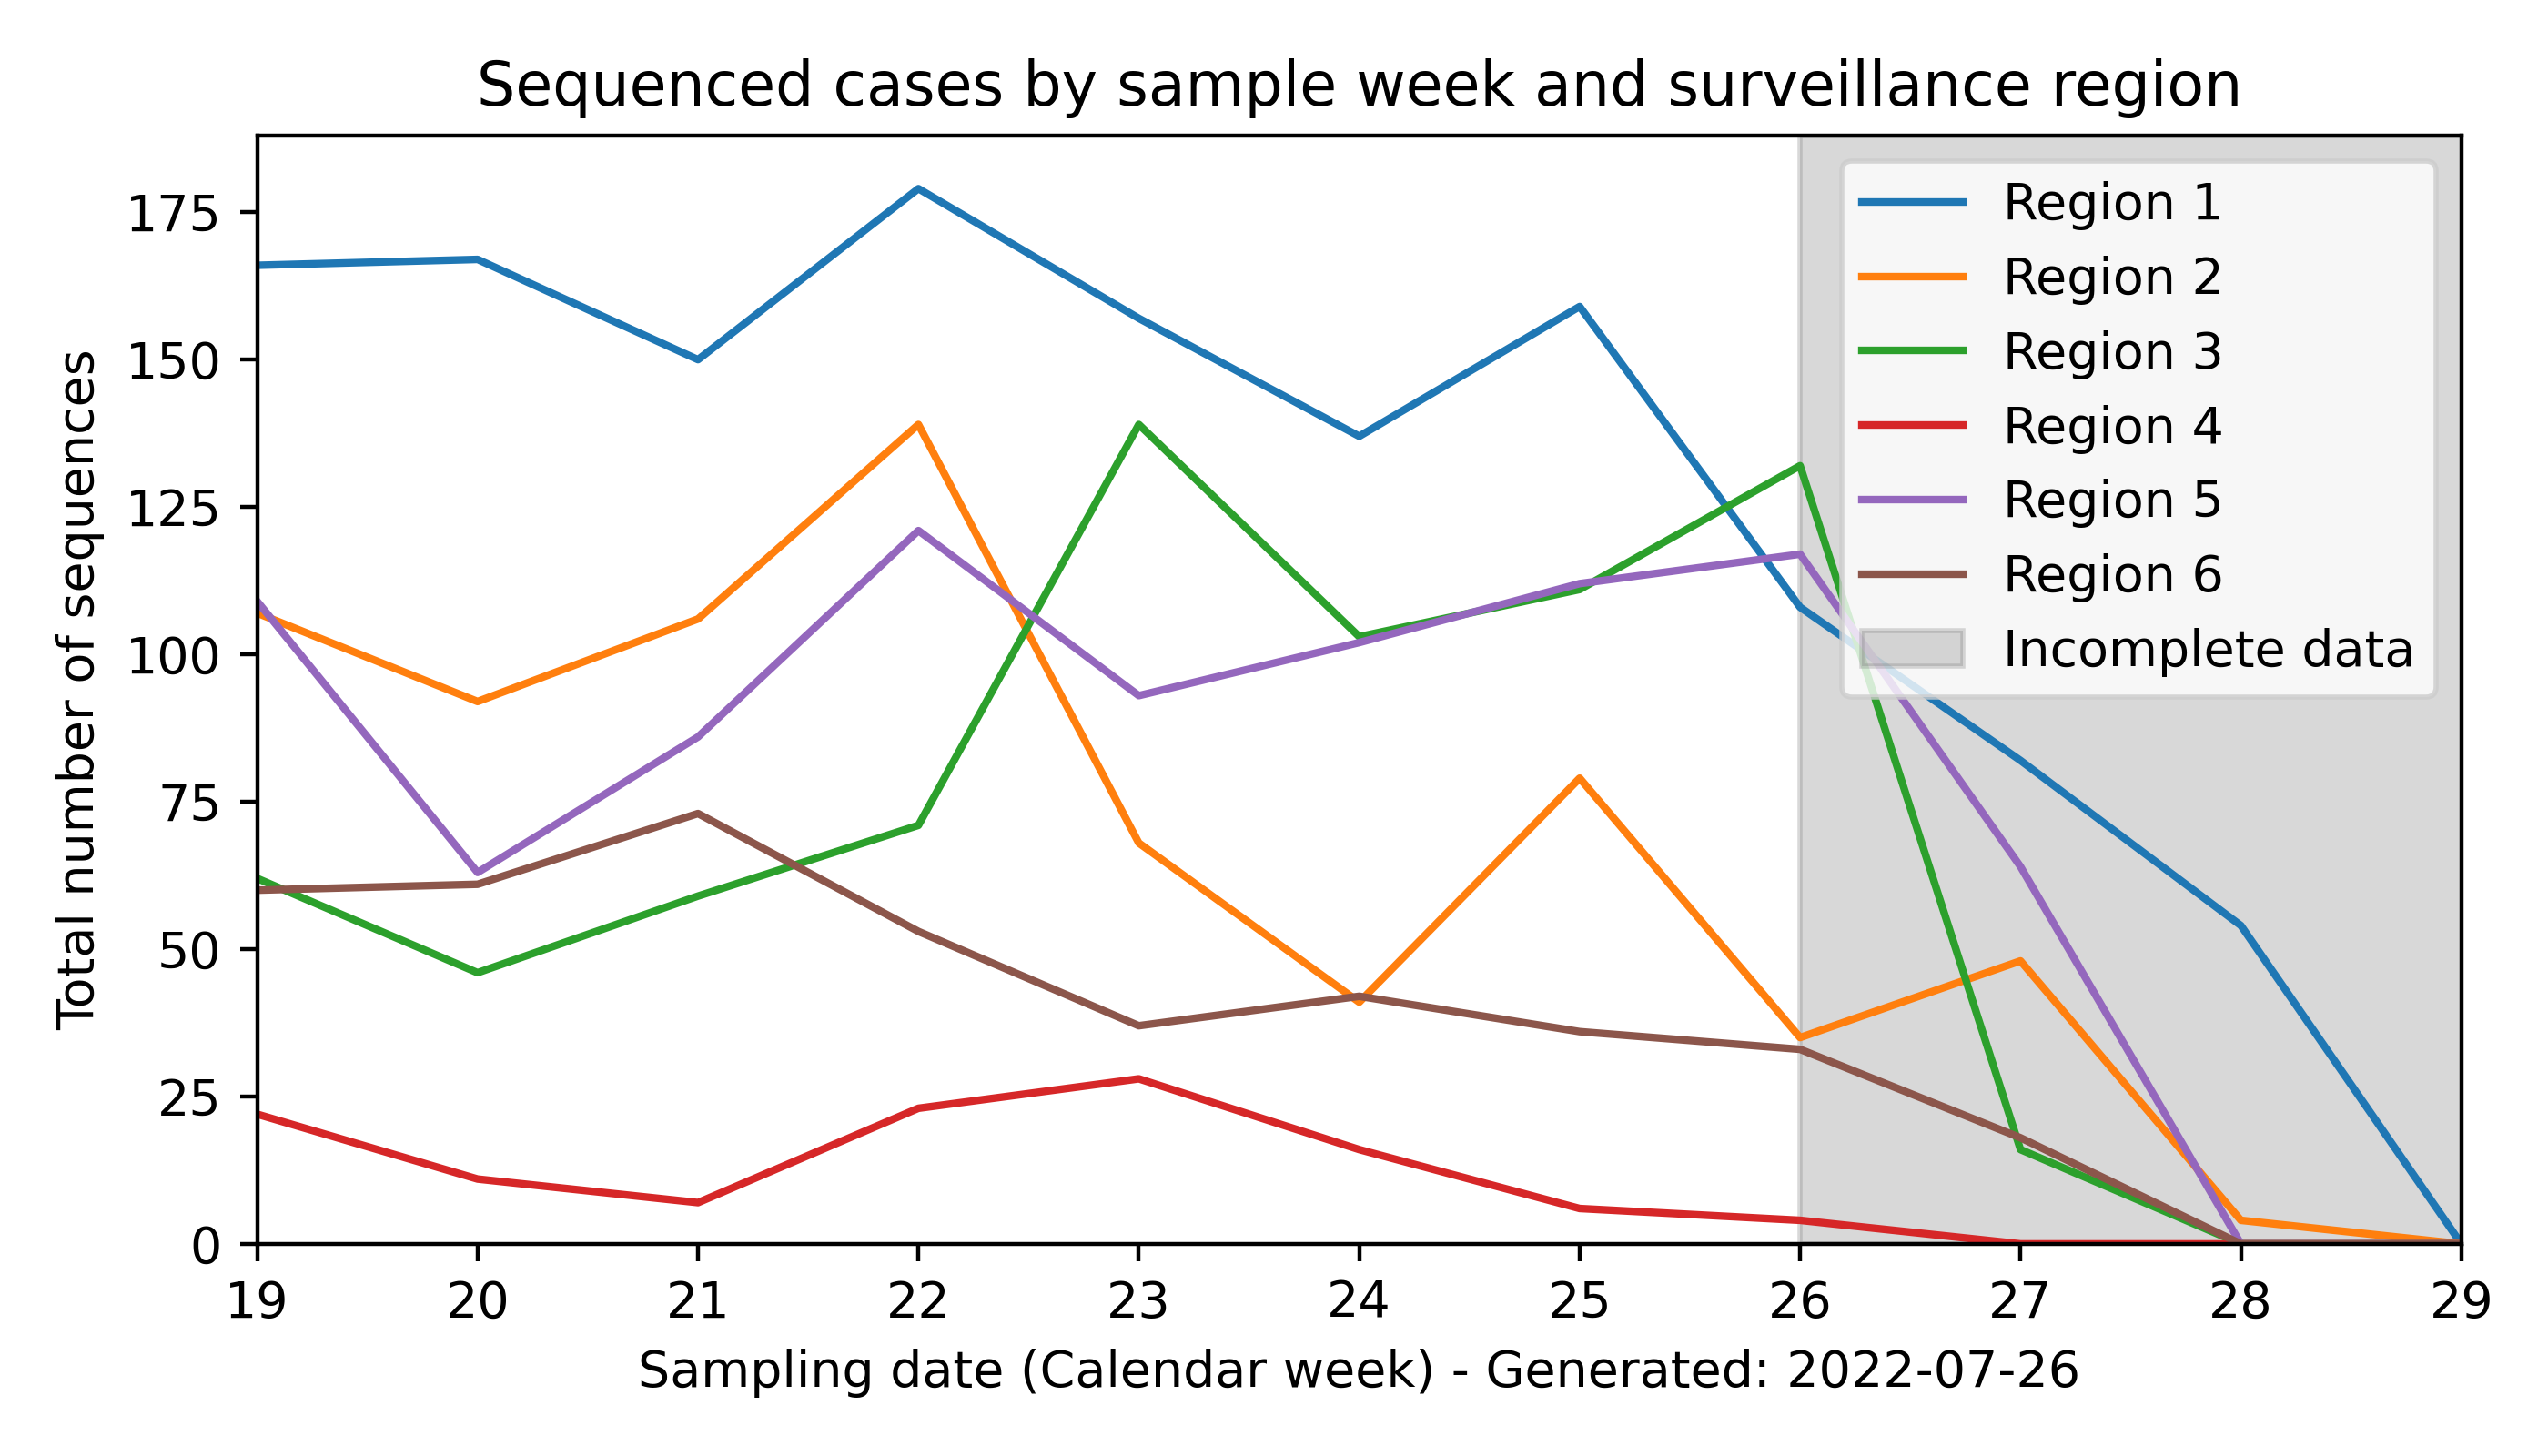 Sequenced cases by sample week and surveillance region
Total number of sequences
175
150
125
100
75
50
25
0
19 20 21 22 23 24 25 26 27 28 29
Sampling date (Calendar week) - Generated: 2022-07-26
Region 1
Region 2
Region 3
Region 4
Region 5
Region 6
Incomplete data